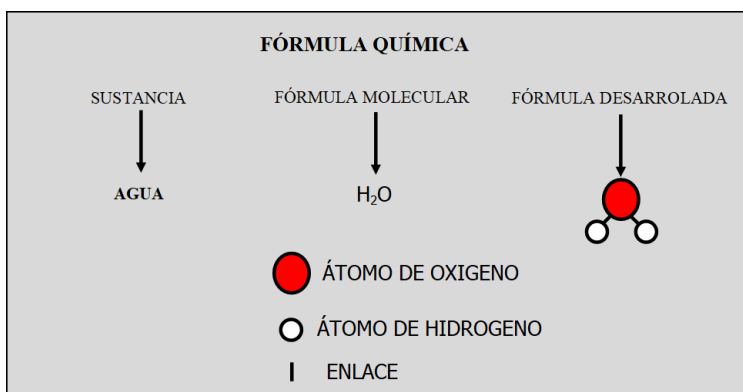 FÓRMULA QUÍMICA
SUSTANCIA
FÓRMULA MOLECULAR
FÓRMULA DESARROLADA
AGUA
H₂O
ÁTOMO DE OXIGENO
ÁTOMO DE HIDROGENO
ENLACE